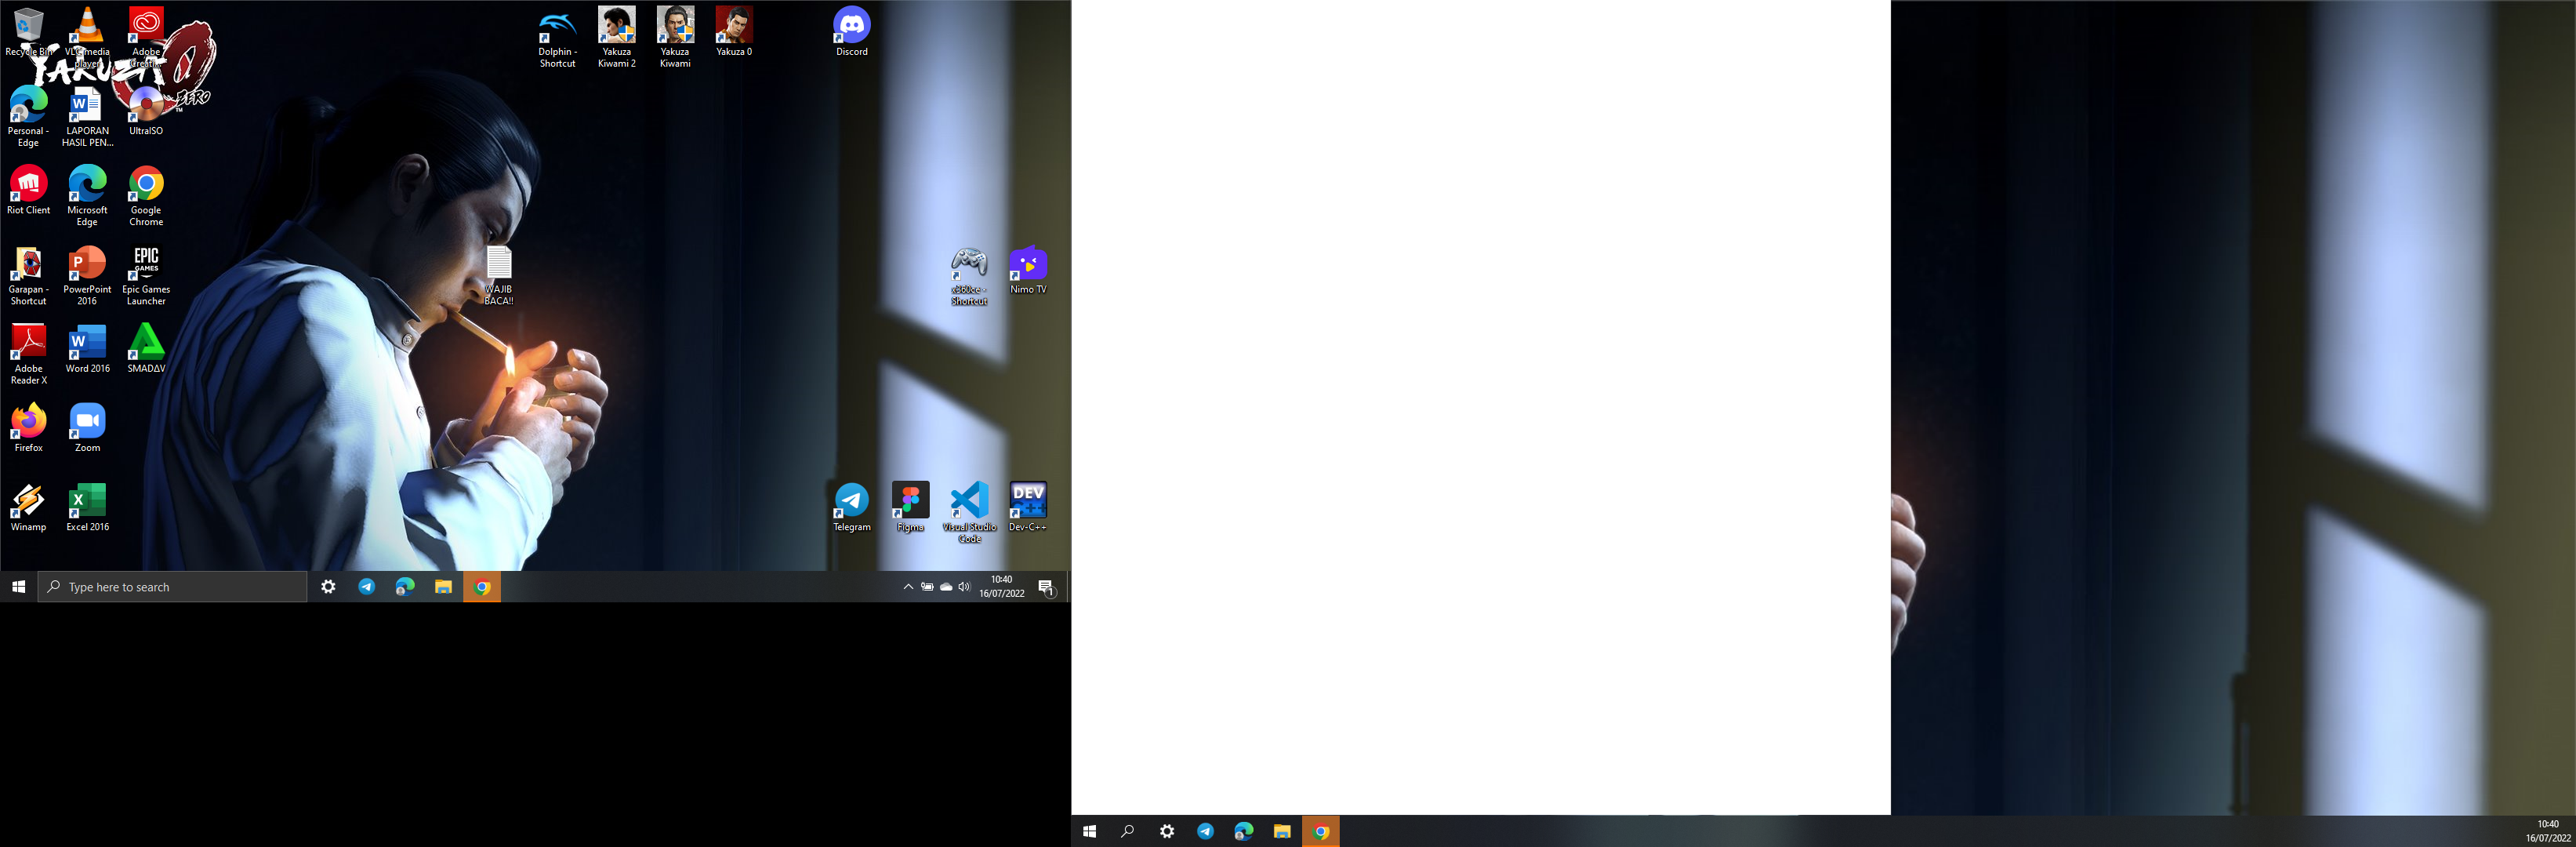 Recycle Bin
VLC media
player
Adobe
Creati...
YAKUZA 0
ZERO
TM
Dolphin -
Shortcut
Yakuza
Kiwami 2
Yakuza
Kiwami
Yakuza 0
Discord
Personal -
Edge
LAPORAN
HASIL PEN...
UltraISO
Riot Client
Microsoft
Edge
Google
Chrome
EPIC
GAMES
Garapan -
Shortcut
PowerPoint
2016
Epic Games
Launcher
WAJIB
BACA!!
x360ce -
Shortcut
Nimo TV
Adobe
Reader X
Word 2016
SMADΔV
Firefox
Zoom
DEV
C++
Winamp
Excel 2016
Telegram
Figma
Visual Studio
Code
Dev-C++
Type here to search
10:40
16/07/2022
1
10:40
16/07/2022